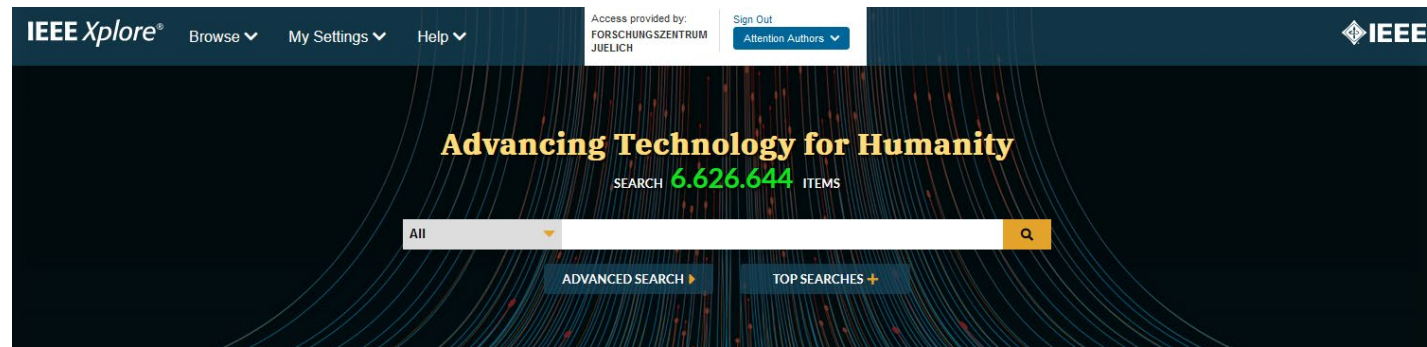 IEEE Xplore®
Browse
My Settings
Help
Access provided by:
FORSCHUNGSZENTRUM
JUELICH
Sign Out
Attention Authors
IEEE
Advancing Technology for Humanity
SEARCH 6.626.644 ITEMS
All
ADVANCED SEARCH
TOP SEARCHES